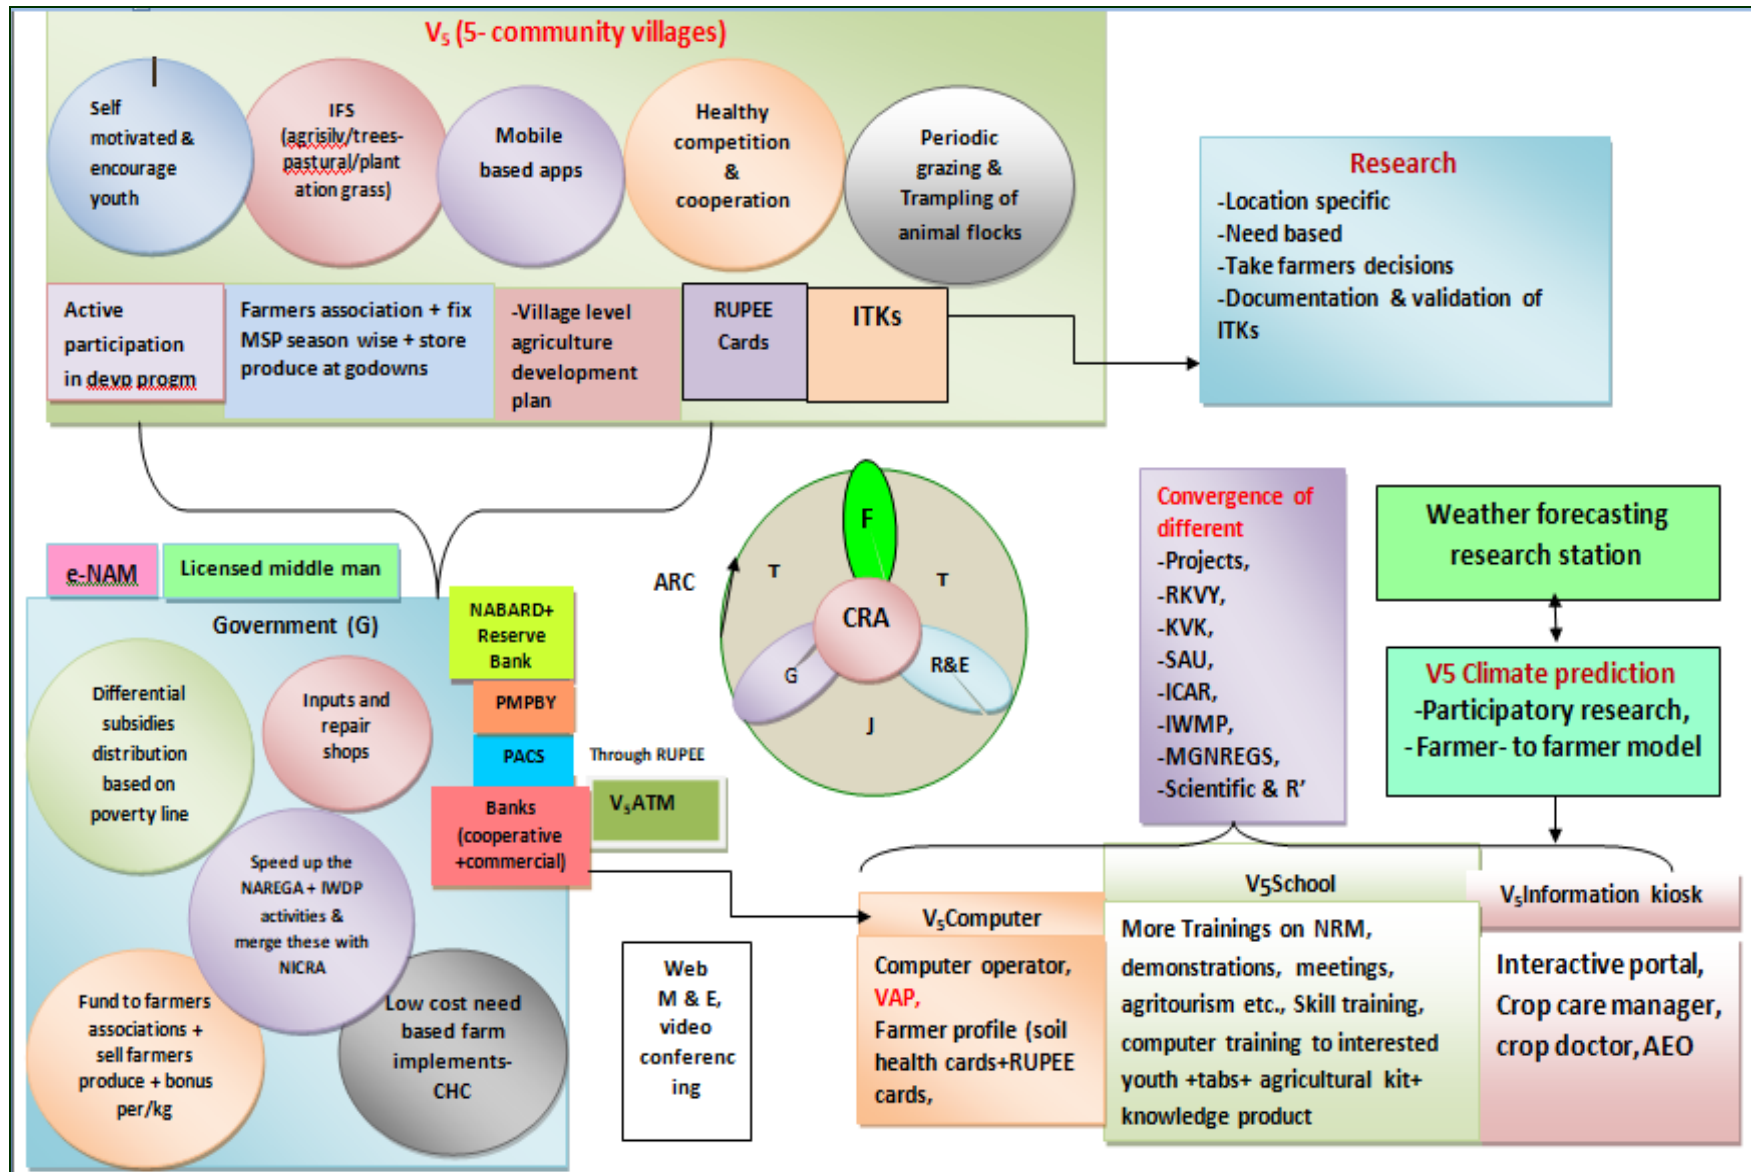 V₅ (5- community villages)
Self
motivated &
encourage
youth
IFS
(agrisilv/trees-
pastural/plant
ation grass)
Mobile
based apps
Healthy
competition
&
cooperation
Periodic
grazing &
Trampling of
animal flocks
Active
participation
in devp progm
Farmers association + fix
MSP season wise + store
produce at godowns
-Village level
agriculture
development
plan
RUPEE
Cards
ITKs
Research
-Location specific
-Need based
-Take farmers decisions
-Documentation & validation of
ITKs
e-NAM
Licensed middle man
Government (G)
Differential
subsidies
distribution
based on
poverty line
Inputs and
repair
shops
Speed up the
NAREGA + IWDP
activities &
merge these with
NICRA
Fund to farmers
associations +
sell farmers
produce + bonus
per/kg
Low cost need
based farm
implements-
CHC
NABARD+
Reserve
Bank
PMPBY
PACS
Banks
(cooperative
+commercial)
Through RUPEE
V₅ATM
ARC
F
T
T
CRA
G
R&E
J
Convergence of
different
-Projects,
-RKVY,
-KVK,
-SAU,
-ICAR,
-IWMP,
-MGNREGS,
-Scientific & R’
Weather forecasting
research station
V5 Climate prediction
-Participatory research,
-Farmer- to farmer model
Web
M & E,
video
conferenc
ing
V₅Computer
Computer operator,
VAP,
Farmer profile (soil
health cards+RUPEE
cards,
V5School
More Trainings on NRM,
demonstrations, meetings,
agritourism etc., Skill training,
computer training to interested
youth +tabs+ agricultural kit+
knowledge product
V₅Information kiosk
Interactive portal,
Crop care manager,
crop doctor, AEO